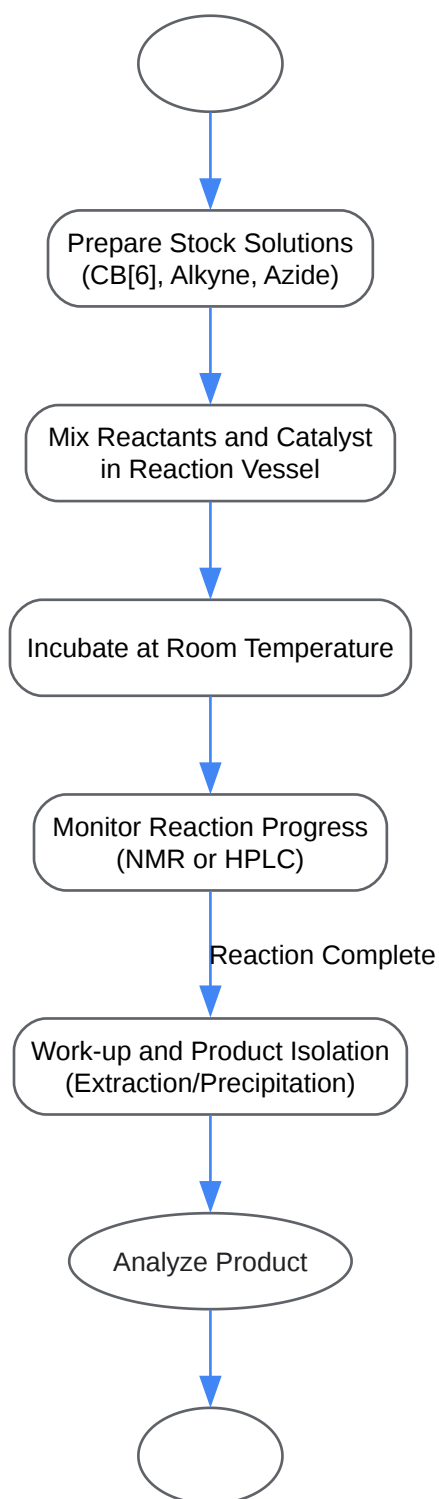 Prepare Stock Solutions
(CB[6], Alkyne, Azide)
Mix Reactants and Catalyst
in Reaction Vessel
Incubate at Room Temperature
Monitor Reaction Progress
(NMR or HPLC)
Reaction Complete
Work-up and Product Isolation
(Extraction/Precipitation)
Analyze Product